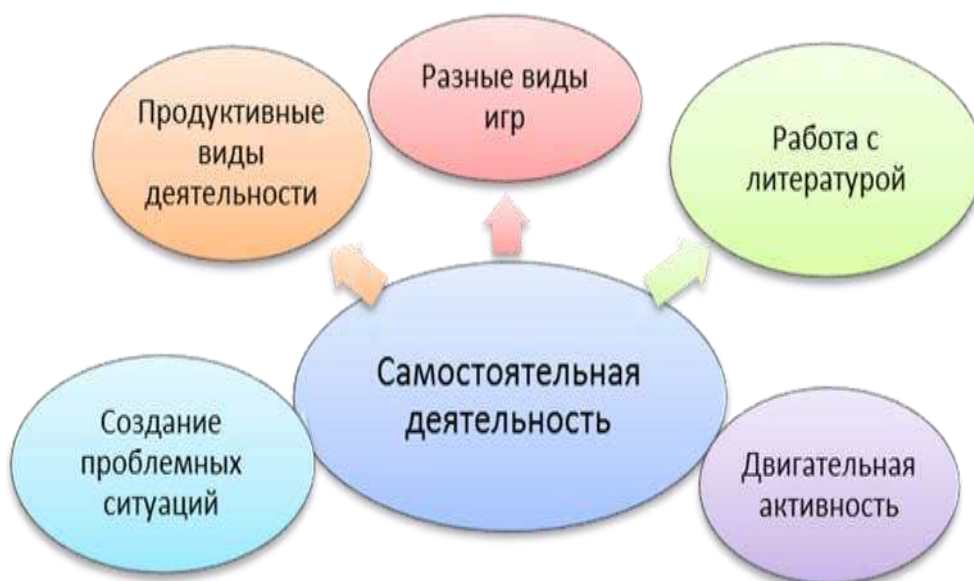 Разные виды
игр
Продуктивные
виды
деятельности
Работа с
литературой
Самостоятельная
деятельность
Создание
проблемных
ситуаций
Двигательная
активность